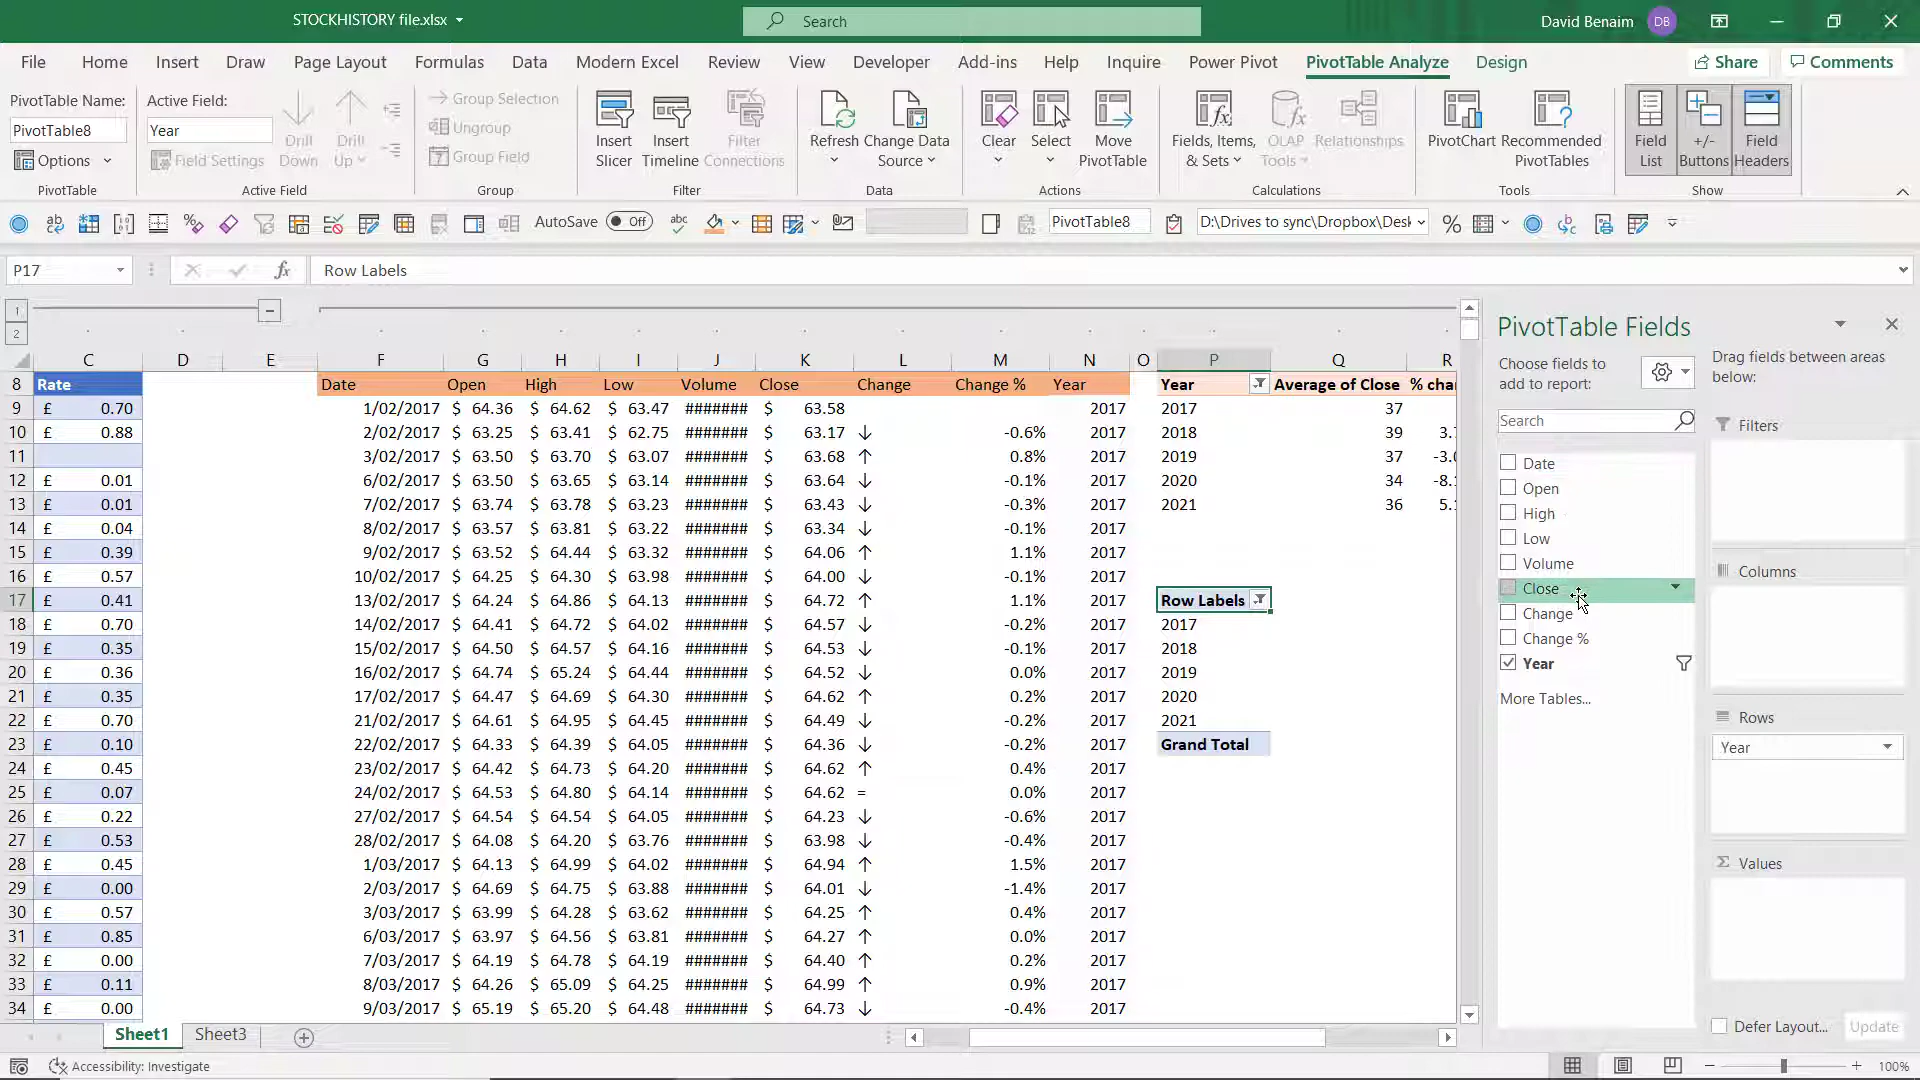 STOCKHISTORY file.xlsx
Search
David Benaim DB
File Home Insert Draw Page Layout Formulas Data Modern Excel Review View Developer Add-ins Help Inquire Power Pivot PivotTable Analyze Design Share Comments
PivotTable Name:
PivotTable8
Options
PivotTable
Active Field:
Year
Field Settings
Drill Down
Drill Up
Active Field
Group Selection
Ungroup
Group Field
Group
Insert Slicer
Insert Timeline
Filter Connections
Filter
Refresh
Change Data Source
Data
Clear
Select
Move PivotTable
Actions
Fields, Items, & Sets
OLAP Tools
Relationships
Calculations
PivotChart
Recommended PivotTables
Tools
Field List
+/- Buttons
Field Headers
Show
AutoSave Off
PivotTable8
D:\Drives to sync\Dropbox\Desk
P17
fx
Row Labels
1
2
C D E F G H I J K L M N O P Q R
8 Rate Date Open High Low Volume Close Change Change % Year Year Average of Close % chan
9 £ 0.70 1/02/2017 $ 64.36 $ 64.62 $ 63.47 ####### $ 63.58 2017 2017 37
10 £ 0.88 2/02/2017 $ 63.25 $ 63.41 $ 62.75 ####### $ 63.17 ↓ -0.6% 2017 2018 39 3.7
11 3/02/2017 $ 63.50 $ 63.70 $ 63.07 ####### $ 63.68 ↑ 0.8% 2017 2019 37 -3.0
12 £ 0.01 6/02/2017 $ 63.50 $ 63.65 $ 63.14 ####### $ 63.64 ↓ -0.1% 2017 2020 34 -8.
13 £ 0.01 7/02/2017 $ 63.74 $ 63.78 $ 63.23 ####### $ 63.43 ↓ -0.3% 2017 2021 36 5.
14 £ 0.04 8/02/2017 $ 63.57 $ 63.81 $ 63.22 ####### $ 63.34 ↓ -0.1% 2017
15 £ 0.39 9/02/2017 $ 63.52 $ 64.44 $ 63.32 ####### $ 64.06 ↑ 1.1% 2017
16 £ 0.57 10/02/2017 $ 64.25 $ 64.30 $ 63.98 ####### $ 64.00 ↓ -0.1% 2017
17 £ 0.41 13/02/2017 $ 64.24 $ 64.86 $ 64.13 ####### $ 64.72 ↑ 1.1% 2017 Row Labels
18 £ 0.70 14/02/2017 $ 64.41 $ 64.72 $ 64.02 ####### $ 64.57 ↓ -0.2% 2017 2017
19 £ 0.35 15/02/2017 $ 64.50 $ 64.57 $ 64.16 ####### $ 64.53 ↓ -0.1% 2017 2018
20 £ 0.36 16/02/2017 $ 64.74 $ 65.24 $ 64.44 ####### $ 64.52 ↓ 0.0% 2017 2019
21 £ 0.35 17/02/2017 $ 64.47 $ 64.69 $ 64.30 ####### $ 64.62 ↑ 0.2% 2017 2020
22 £ 0.70 21/02/2017 $ 64.61 $ 64.95 $ 64.45 ####### $ 64.49 ↓ -0.2% 2017 2021
23 £ 0.10 22/02/2017 $ 64.33 $ 64.39 $ 64.05 ####### $ 64.36 ↓ -0.2% 2017 Grand Total
24 £ 0.45 23/02/2017 $ 64.42 $ 64.73 $ 64.20 ####### $ 64.62 ↑ 0.4% 2017
25 £ 0.07 24/02/2017 $ 64.53 $ 64.80 $ 64.14 ####### $ 64.62 = 0.0% 2017
26 £ 0.22 27/02/2017 $ 64.54 $ 64.54 $ 64.05 ####### $ 64.23 ↓ -0.6% 2017
27 £ 0.53 28/02/2017 $ 64.08 $ 64.20 $ 63.76 ####### $ 63.98 ↓ -0.4% 2017
28 £ 0.45 1/03/2017 $ 64.13 $ 64.99 $ 64.02 ####### $ 64.94 ↑ 1.5% 2017
29 £ 0.00 2/03/2017 $ 64.69 $ 64.75 $ 63.88 ####### $ 64.01 ↓ -1.4% 2017
30 £ 0.57 3/03/2017 $ 63.99 $ 64.28 $ 63.62 ####### $ 64.25 ↑ 0.4% 2017
31 £ 0.85 6/03/2017 $ 63.97 $ 64.56 $ 63.81 ####### $ 64.27 ↑ 0.0% 2017
32 £ 0.00 7/03/2017 $ 64.19 $ 64.78 $ 64.19 ####### $ 64.40 ↑ 0.2% 2017
33 £ 0.11 8/03/2017 $ 64.26 $ 65.09 $ 64.25 ####### $ 64.99 ↑ 0.9% 2017
34 £ 0.00 9/03/2017 $ 65.19 $ 65.20 $ 64.48 ####### $ 64.73 ↓ -0.4% 2017
PivotTable Fields
Choose fields to
add to report:
Search
Date
Open
High
Low
Volume
Close
Change
Change %
Year
More Tables...
Drag fields between areas
below:
Filters
Columns
Rows
Year
Values
Defer Layout... Update
Sheet1 Sheet3
Accessibility: Investigate
100%